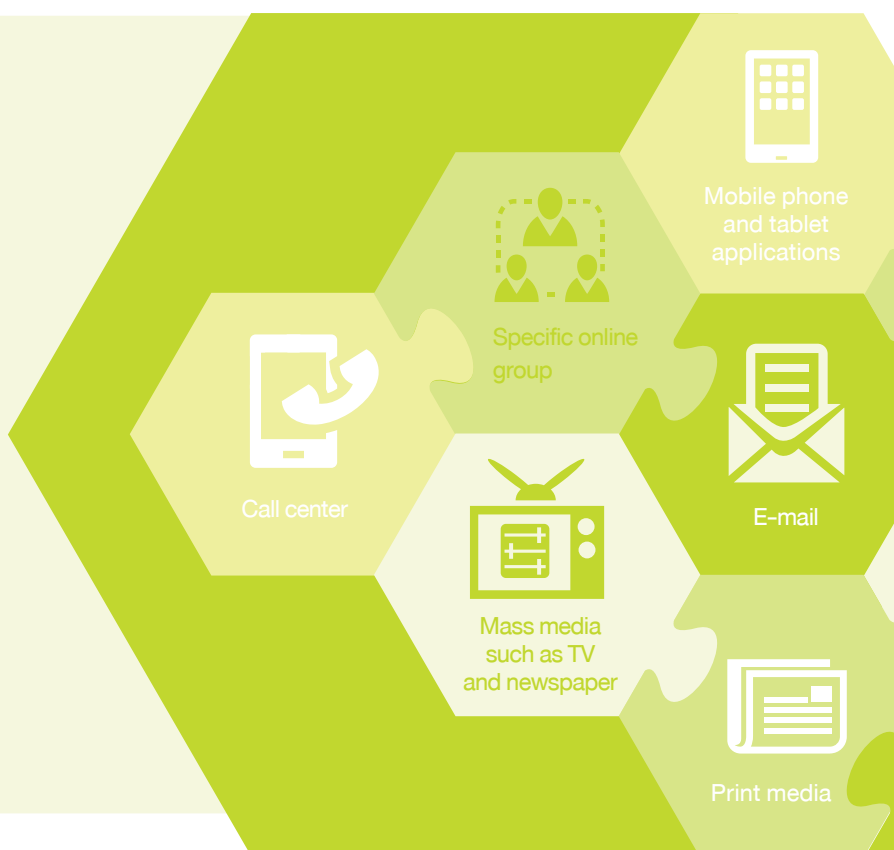 Mobile phone
and tablet
applications
Specific online
group
Call center
E-mail
Mass media
such as TV
and newspaper
Print media